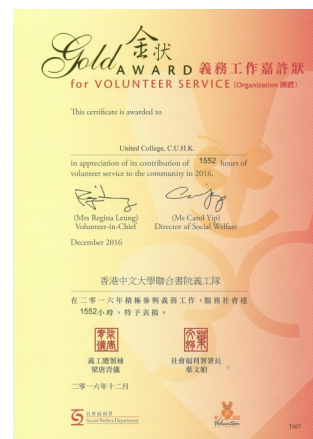 Gold 金狀
AWARD 義務工作嘉許狀
for VOLUNTEER SERVICE (Organization 團體)
This certificate is awarded to
United College, C.U.H.K.
in appreciation of its contribution of 1552 hours of
volunteer service to the community in 2016.
(Mrs Regina Leung)
Volunteer-in-Chief
(Ms Carol Yip)
Director of Social Welfare
December 2016
香港中文大學聯合書院義工隊
在二零一六年積極參與義務工作，服務社會達
1552小時，特予表揚。
義工總領袖
梁唐青儀
社會福利署署長
葉文娟
二零一六年十二月
社會福利署
Social Welfare Department
Volunteer
T007